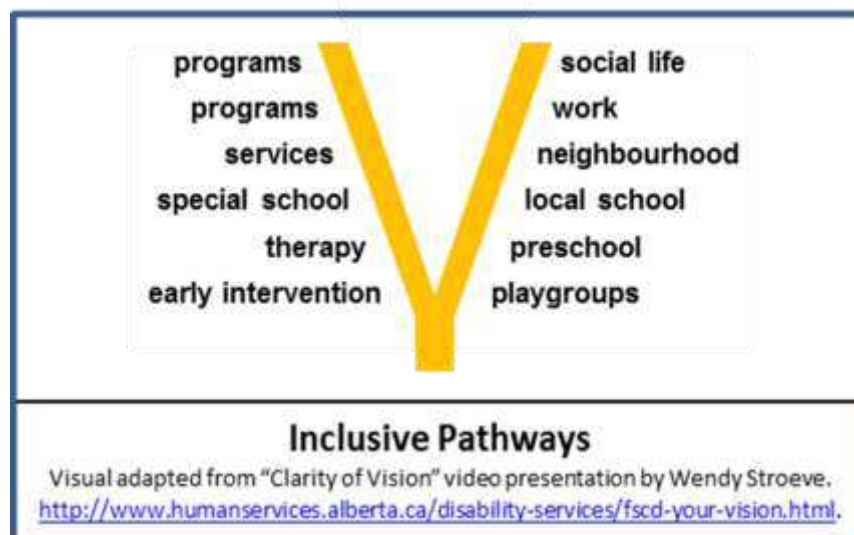 programs social life
programs work
services neighbourhood
special school local school
therapy preschool
early intervention playgroups
Inclusive Pathways
Visual adapted from "Clarity of Vision" video presentation by Wendy Stroeve.
http://www.humanservices.alberta.ca/disability-services/fscd-your-vision.html.